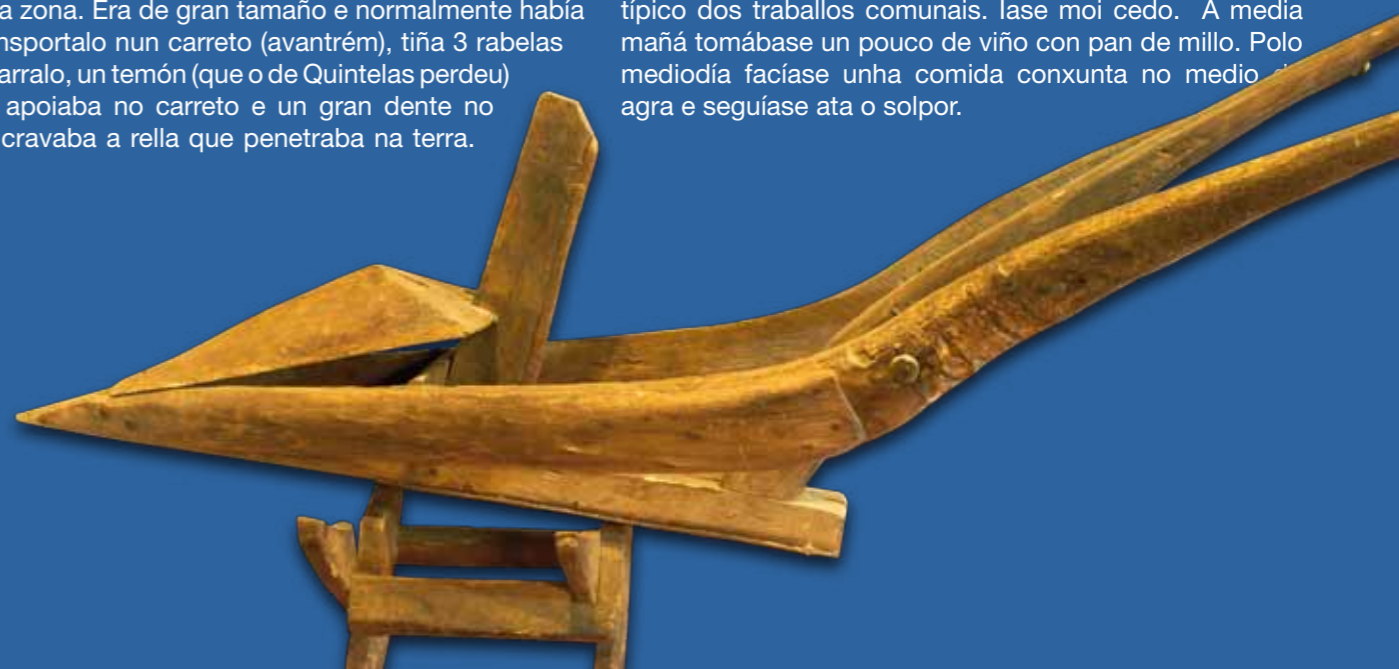 a zona. Era de gran tamaño e normalmente había
nsportalo nun carreto (avantrém), tiña 3 rabelas
arralo, un temón (que o de Quintelas perdeu)
apoiaba no carreto e un gran dente no
cravaba a rella que penetraba na terra.
típico dos traballos comunais. Iase moi cedo. A media
mañá tomábase un pouco de viño con pan de millo. Polo
mediodía facíase unha comida conxunta no medio
agra e seguíase ata o solpor.